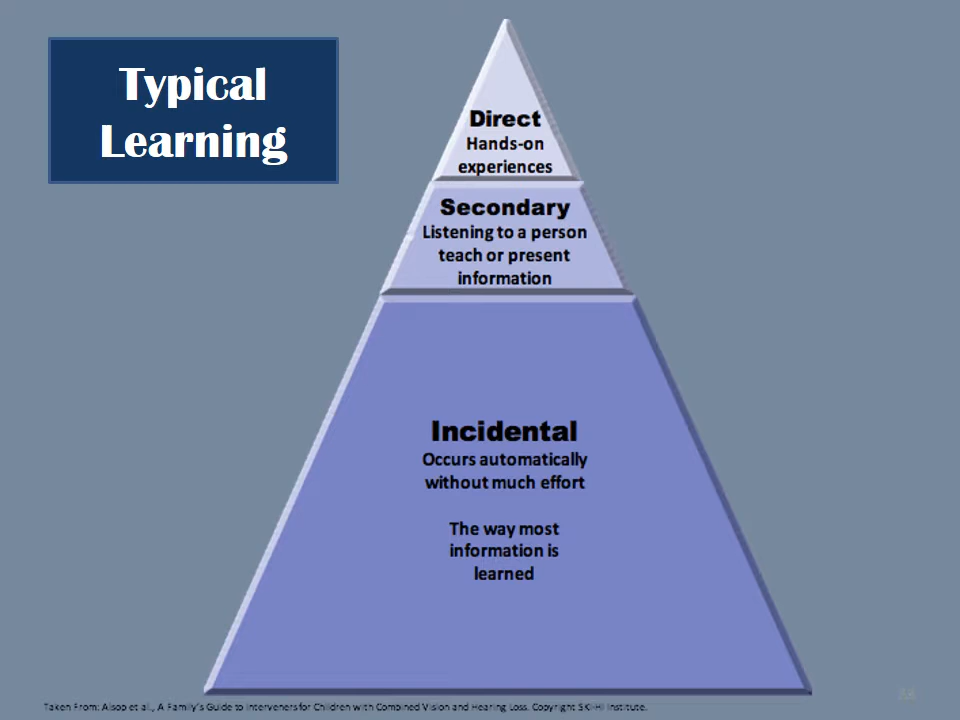 Typical
Learning
Direct
Hands-on
experiences
Secondary
Listening to a person
teach or present
information
Incidental
Occurs automatically
without much effort
The way most
information is
learned
Taken From: Alsop et al., A Family's Guide to Interveners for Children with Combined Vision and Hearing Loss. Copyright SKI-HI Institute.